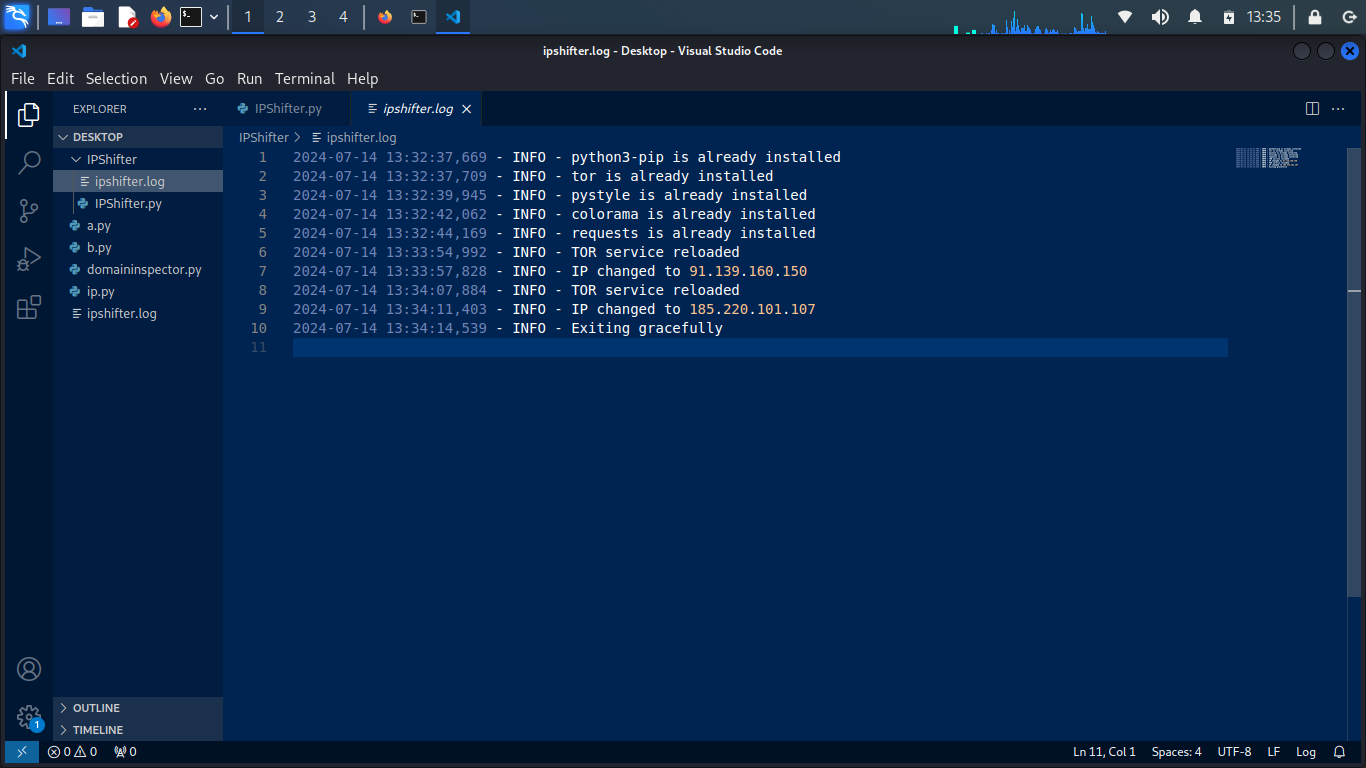 1 2 3 4 13:35
ipshifter.log - Desktop - Visual Studio Code
File Edit Selection View Go Run Terminal Help
EXPLORER
DESKTOP
IPShifter
ipshifter.log
IPShifter.py
a.py
b.py
domaininspector.py
ip.py
ipshifter.log
OUTLINE
TIMELINE
IPShifter.py ipshifter.log
IPShifter > ipshifter.log
1 2024-07-14 13:32:37,669 - INFO - python3-pip is already installed
2 2024-07-14 13:32:37,709 - INFO - tor is already installed
3 2024-07-14 13:32:39,945 - INFO - pystyle is already installed
4 2024-07-14 13:32:42,062 - INFO - colorama is already installed
5 2024-07-14 13:32:44,169 - INFO - requests is already installed
6 2024-07-14 13:33:54,992 - INFO - TOR service reloaded
7 2024-07-14 13:33:57,828 - INFO - IP changed to 91.139.160.150
8 2024-07-14 13:34:07,884 - INFO - TOR service reloaded
9 2024-07-14 13:34:11,403 - INFO - IP changed to 185.220.101.107
10 2024-07-14 13:34:14,539 - INFO - Exiting gracefully
11
1
0 0 0 Ln 11, Col 1 Spaces: 4 UTF-8 LF Log